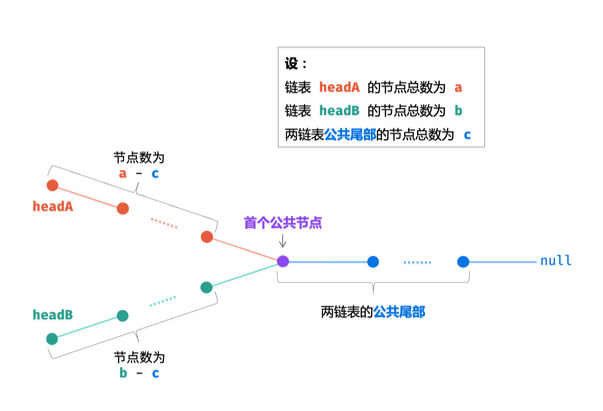 设：
链表 headA 的节点总数为 a
链表 headB 的节点总数为 b
两链表公共尾部的节点总数为 c
节点数为
a - c
headA
首个公共节点
null
headB
两链表的公共尾部
节点数为
b - c